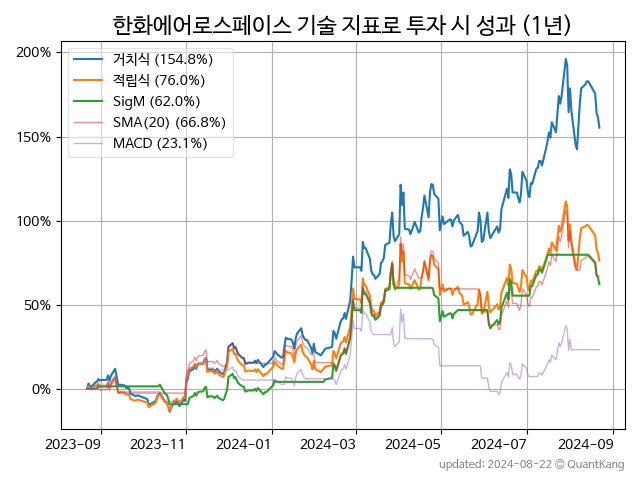 한화에어로스페이스 기술 지표로 투자 시 성과 (1년)
거치식 (154.8%)
적립식 (76.0%)
SigM (62.0%)
SMA(20) (66.8%)
MACD (23.1%)
200%
150%
100%
50%
0%
2023-09 2023-11 2024-01 2024-03 2024-05 2024-07 2024-09
updated: 2024-08-22 © QuantKang